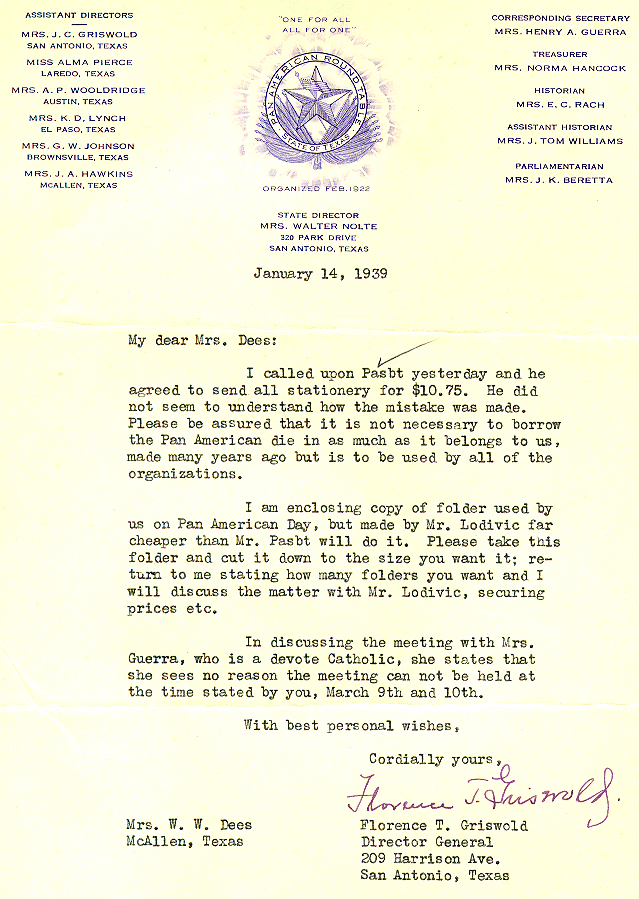 ASSISTANT DIRECTORS
MRS. J. C. GRISWOLD
SAN ANTONIO, TEXAS
MISS ALMA PIERCE
LAREDO, TEXAS
MRS. A. P. WOOLDRIDGE
AUSTIN, TEXAS
MRS. K. D. LYNCH
EL PASO, TEXAS
MRS. G. W. JOHNSON
BROWNSVILLE, TEXAS
MRS. J. A. HAWKINS
MCALLEN, TEXAS
"ONE FOR ALL
ALL FOR ONE"
PAN AMERICAN ROUND TABLE
STATE OF TEXAS
ORGANIZED FEB. 1922
STATE DIRECTOR
MRS. WALTER NOLTE
320 PARK DRIVE
SAN ANTONIO, TEXAS
CORRESPONDING SECRETARY
MRS. HENRY A. GUERRA
TREASURER
MRS. NORMA HANCOCK
HISTORIAN
MRS. E. C. RACH
ASSISTANT HISTORIAN
MRS. J. TOM WILLIAMS
PARLIAMENTARIAN
MRS. J. K. BERETTA
January 14, 1939
My dear Mrs. Dees:
I called upon Pasbt yesterday and he
agreed to send all stationery for $10.75. He did
not seem to understand how the mistake was made.
Please be assured that it is not necessary to borrow
the Pan American die in as much as it belongs to us,
made many years ago but is to be used by all of the
organizations.
I am enclosing copy of folder used by
us on Pan American Day, but made by Mr. Lodivic far
cheaper than Mr. Pasbt will do it. Please take this
folder and cut it down to the size you want it; re-
turn to me stating how many folders you want and I
will discuss the matter with Mr. Lodivic, securing
prices etc.
In discussing the meeting with Mrs.
Guerra, who is a devote Catholic, she states that
she sees no reason the meeting can not be held at
the time stated by you, March 9th and 10th.
With best personal wishes,
Cordially yours,
Florence T. Griswold.
Florence T. Griswold
Director General
209 Harrison Ave.
San Antonio, Texas
Mrs. W. W. Dees
McAllen, Texas